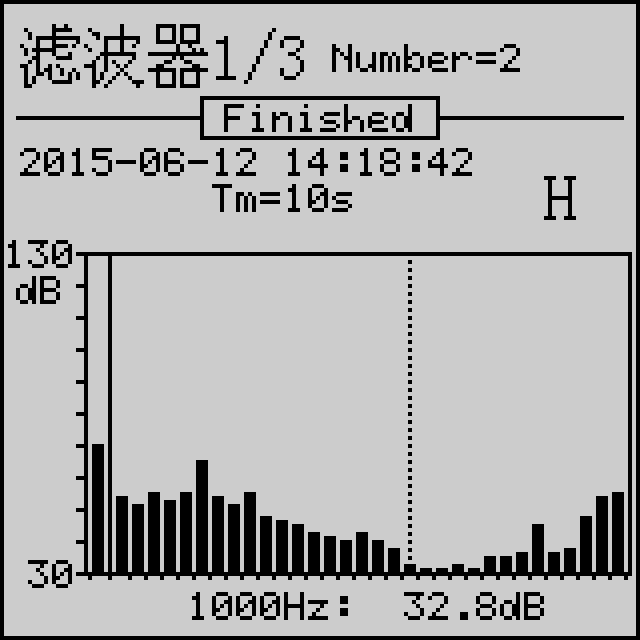 滤波器1/3 Number=2
Finished
2015-06-12 14:18:42
Tm=10s H
130
dB
30
1000Hz: 32.8dB